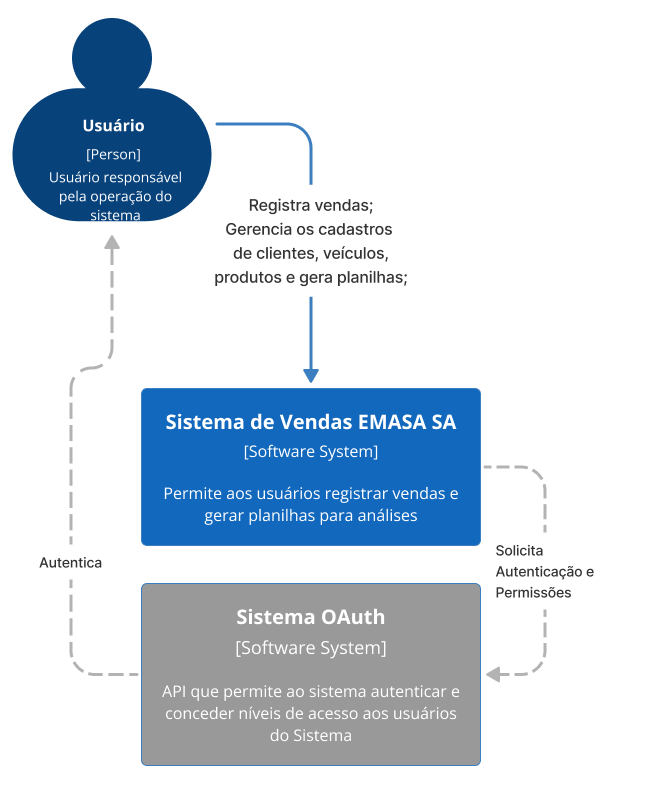 Usuário
[Person]
Usuário responsável
pela operação do
sistema
Registra vendas;
Gerencia os cadastros
de clientes, veículos,
produtos e gera planilhas;
Sistema de Vendas EMASA SA
[Software System]
Permite aos usuários registrar vendas e
gerar planilhas para análises
Solicita
Autenticação e
Permissões
Autentica
Sistema OAuth
[Software System]
API que permite ao sistema autenticar e
conceder níveis de acesso aos usuários
do Sistema